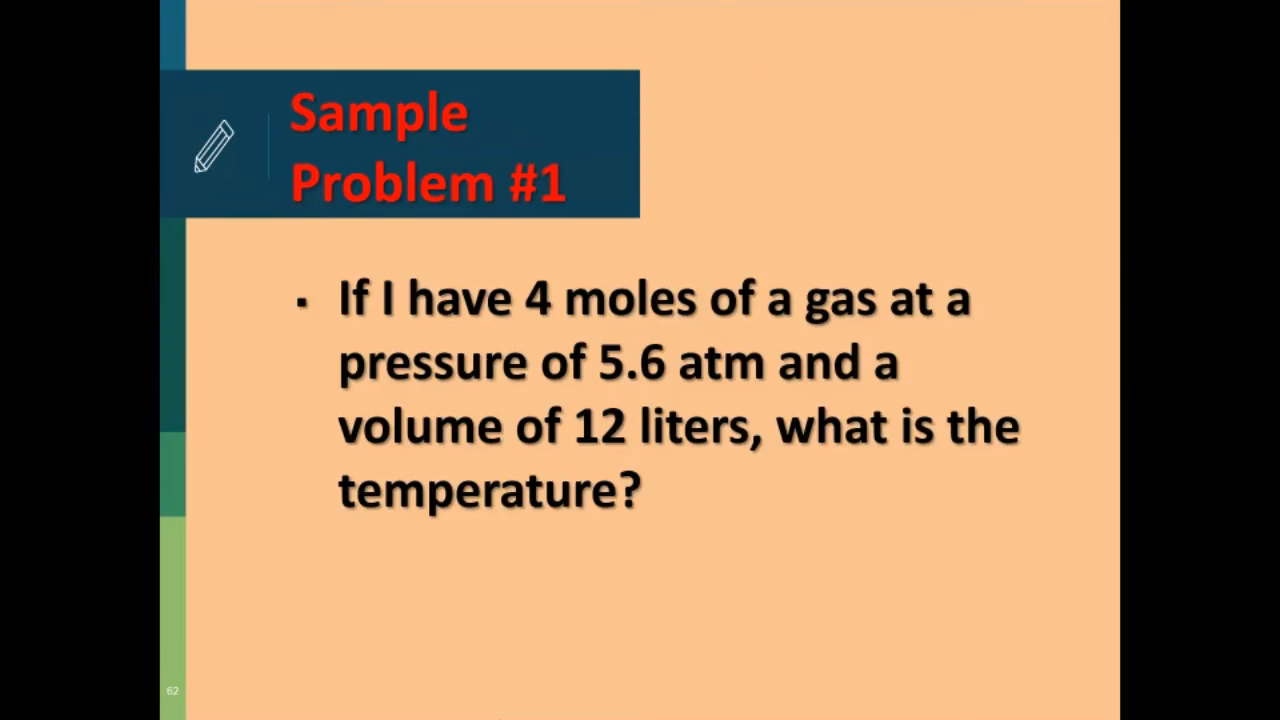 Sample
Problem #1
▪ If I have 4 moles of a gas at a
pressure of 5.6 atm and a
volume of 12 liters, what is the
temperature?
62